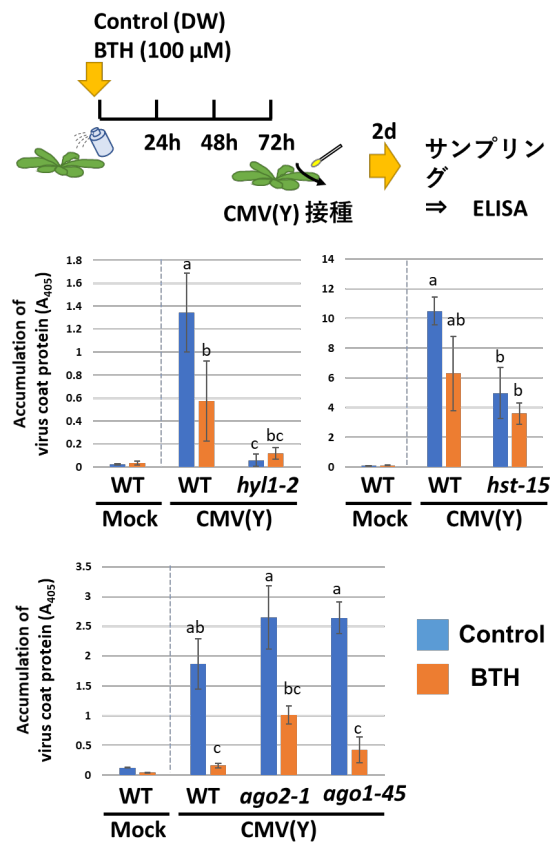 Control (DW)
BTH (100 μM)
24h 48h 72h
2d
サンプリン
グ
⇒ ELISA
CMV(Y) 接種
Accumulation of
virus coat protein (A405)
1.8
1.6
1.4
1.2
1
0.8
0.6
0.4
0.2
0
a
b
c
bc
WT WT hyl1-2
Mock CMV(Y)
14
12
10
8
6
4
2
0
a
ab
b
b
WT WT hst-15
Mock CMV(Y)
Accumulation of
virus coat protein (A405)
3.5
3
2.5
2
1.5
1
0.5
0
ab
c
a
bc
a
c
WT WT ago2-1 ago1-45
Mock CMV(Y)
Control
BTH